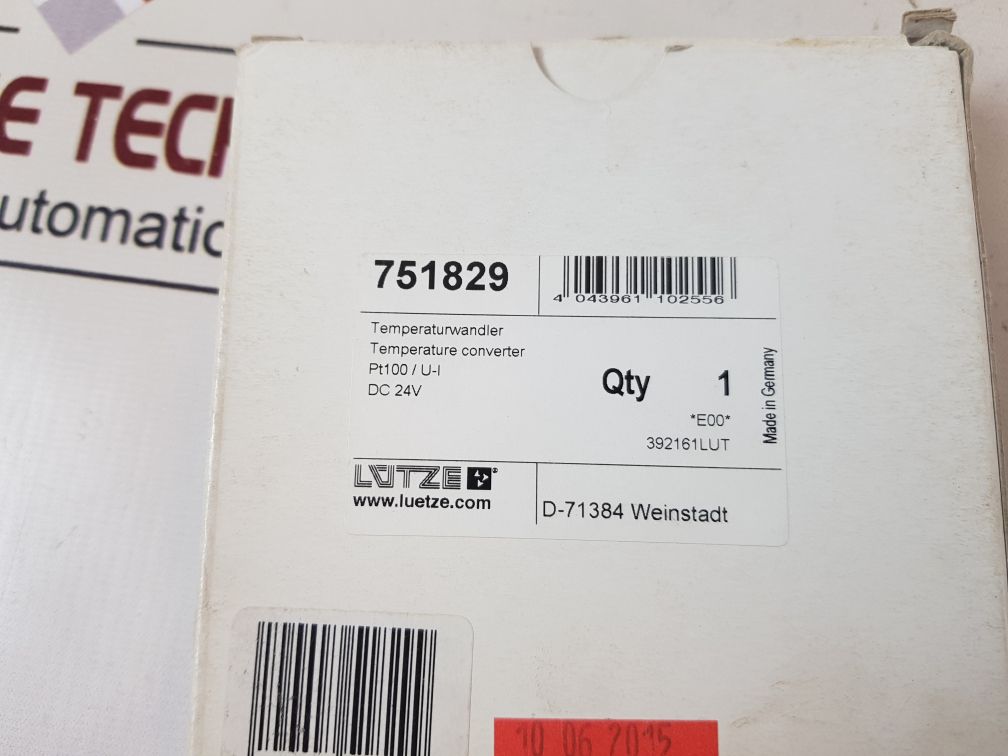 E TECH
utomatic
751829
4 043961 102556
Temperaturwandler
Temperature converter
Pt100 / U-I
DC 24V
Qty 1
*E00*
392161LUT
Made in Germany
LÜTZE
www.luetze.com
D-71384 Weinstadt
10 06 2015